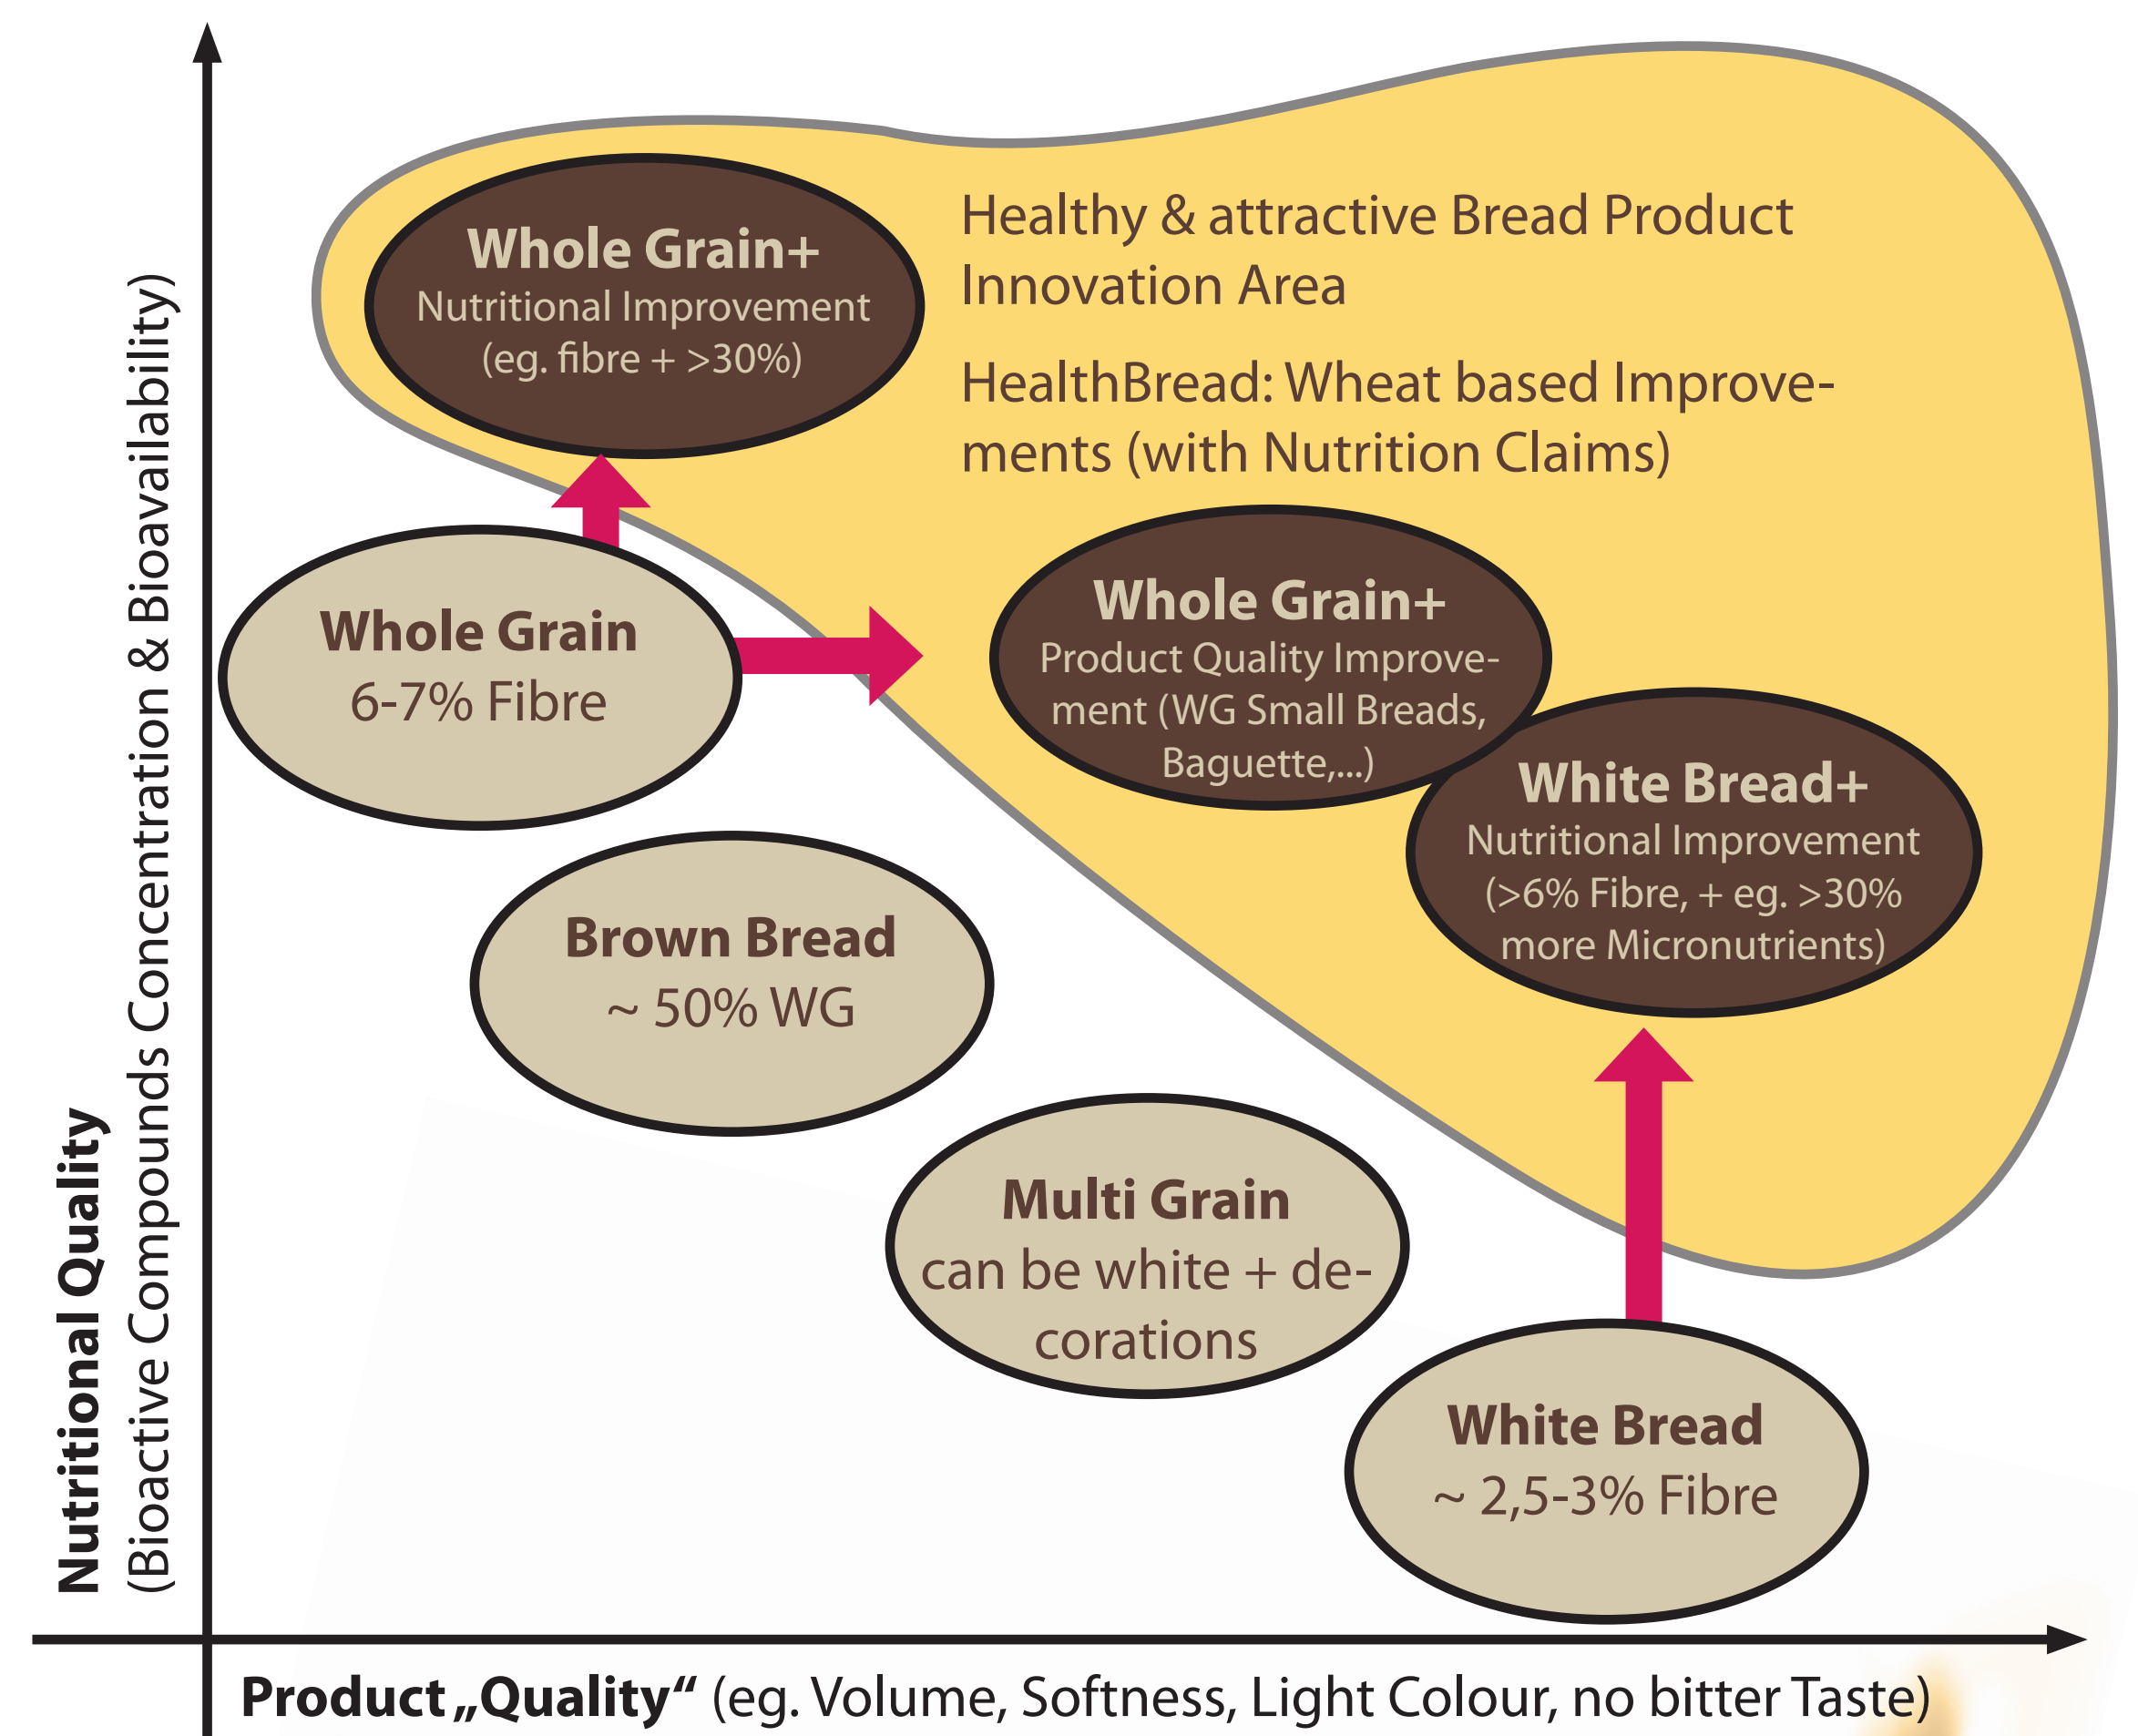 Nutritional Quality
(Bioactive Compounds Concentration & Bioavailability)
Whole Grain+
Nutritional Improvement
(eg. fibre + >30%)
Healthy & attractive Bread Product
Innovation Area
HealthBread: Wheat based Improve-
ments (with Nutrition Claims)
Whole Grain
6-7% Fibre
Whole Grain+
Product Quality Improve-
ment (WG Small Breads,
Baguette,...)
White Bread+
Nutritional Improvement
(>6% Fibre, + eg. >30%
more Micronutrients)
Brown Bread
~ 50% WG
Multi Grain
can be white + de-
corations
White Bread
~ 2,5-3% Fibre
Product „Quality“ (eg. Volume, Softness, Light Colour, no bitter Taste)